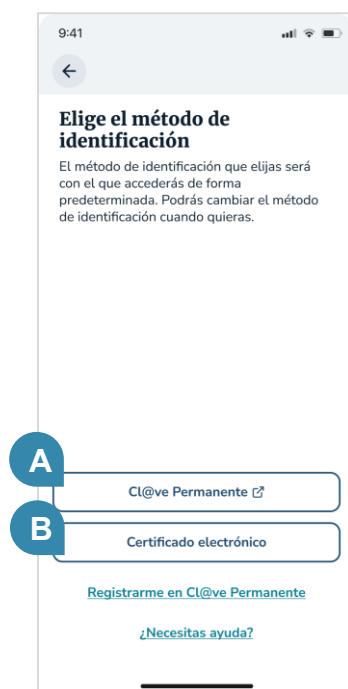 9:41
Elige el método de
identificación
El método de identificación que elijas será
con el que accederás de forma
predeterminada. Podrás cambiar el método
de identificación cuando quieras.
A
Cl@ve Permanente
B
Certificado electrónico
Registrarme en Cl@ve Permanente
¿Necesitas ayuda?